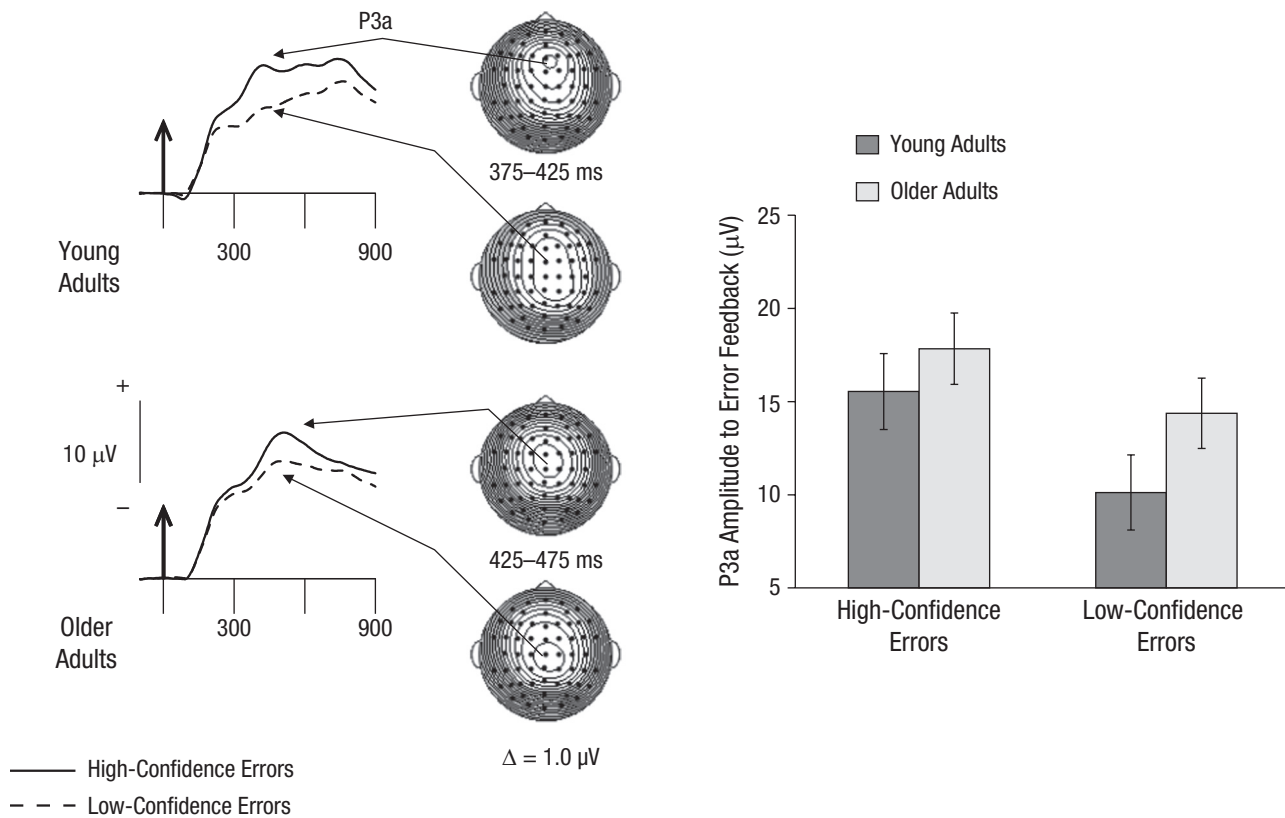 P3a
375–425 ms
300
900
Young
Adults
+
10 µV
–
425–475 ms
300
900
Older
Adults
Δ = 1.0 µV
High-Confidence Errors
Low-Confidence Errors
Young Adults
Older Adults
P3a Amplitude to Error Feedback (µV)
25
20
15
10
5
High-Confidence
Errors
Low-Confidence
Errors